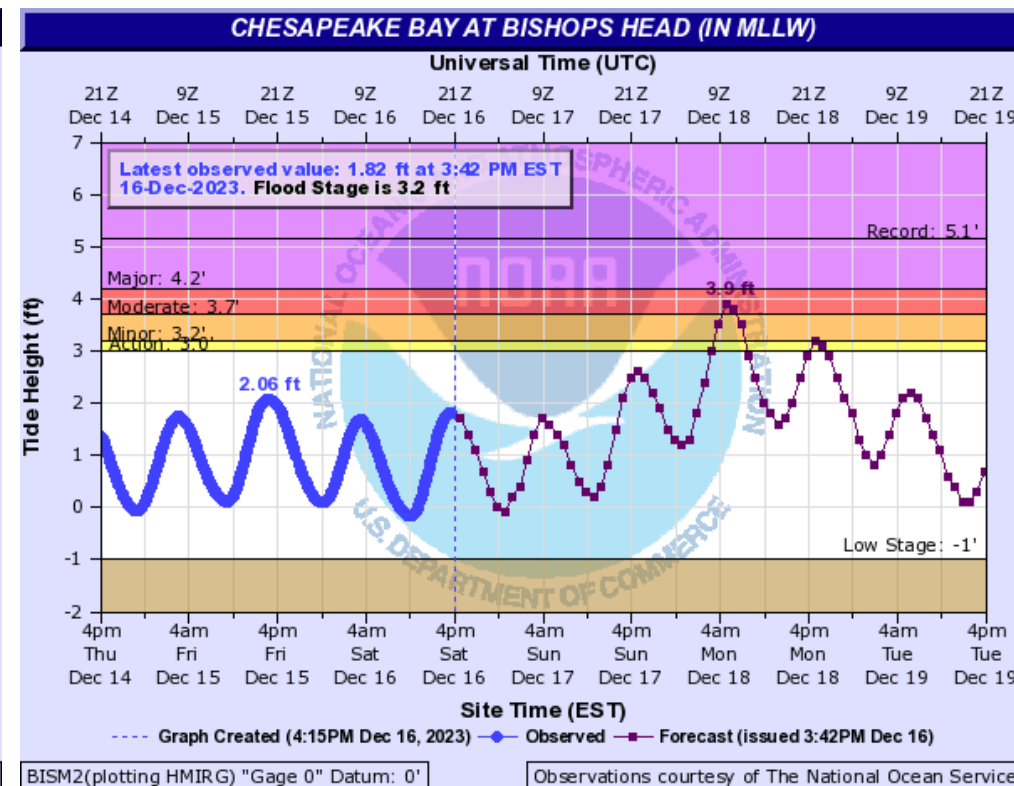 CHESAPEAKE BAY AT BISHOPS HEAD (IN MLLW)
Universal Time (UTC)
21Z 9Z 21Z 9Z 21Z 9Z 21Z 9Z 21Z 9Z 21Z
Dec 14 Dec 15 Dec 15 Dec 16 Dec 16 Dec 17 Dec 17 Dec 18 Dec 18 Dec 19 Dec 19
Latest observed value: 1.82 ft at 3:42 PM EST
16-Dec-2023. Flood Stage is 3.2 ft
NATIONAL OCEANIC AND ATMOSPHERIC ADMINISTRATION
NOAA
U.S. DEPARTMENT OF COMMERCE
Tide Height (ft)
7
6
5
4
3
2
1
0
-1
-2
Record: 5.1'
Major: 4.2'
3.9 ft
Moderate: 3.7'
Minor: 3.2'
Action: 3.0'
2.06 ft
Low Stage: -1'
4pm 4am 4pm 4am 4pm 4am 4pm 4am 4pm 4am 4pm
Thu Fri Fri Sat Sat Sun Sun Mon Mon Tue Tue
Dec 14 Dec 15 Dec 15 Dec 16 Dec 16 Dec 17 Dec 17 Dec 18 Dec 18 Dec 19 Dec 19
Site Time (EST)
Graph Created (4:15PM Dec 16, 2023) Observed Forecast (issued 3:42PM Dec 16)
BISM2(plotting HMIRG) "Gage 0" Datum: 0'
Observations courtesy of The National Ocean Service